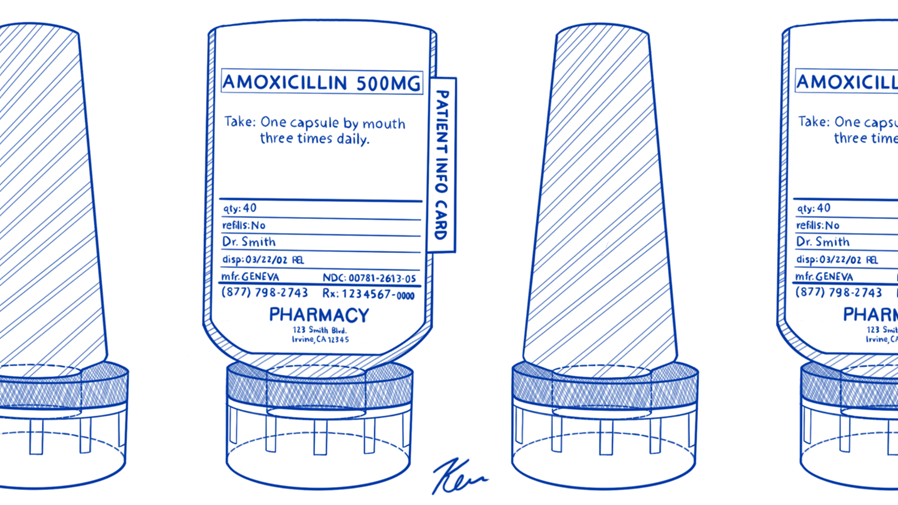 AMOXICILLIN 500MG
Take: One capsule by mouth
three times daily.
PATIENT INFO CARD
qty: 40
refills: No
Dr. Smith
disp: 03/22/02 REL
mfr. GENEVA NDC: 00781-2613-05
(877) 798-2743 Rx: 1234567-0000
PHARMACY
123 Smith Blvd.
Irvine, CA 12345
Ken
AMOXICILL
Take: One capsu
three time
qty: 40
refills: No
Dr. Smith
disp: 03/22/02 REL
mfr. GENEVA
(877) 798-2743
PHARM
123 Smi
Irvine, CA